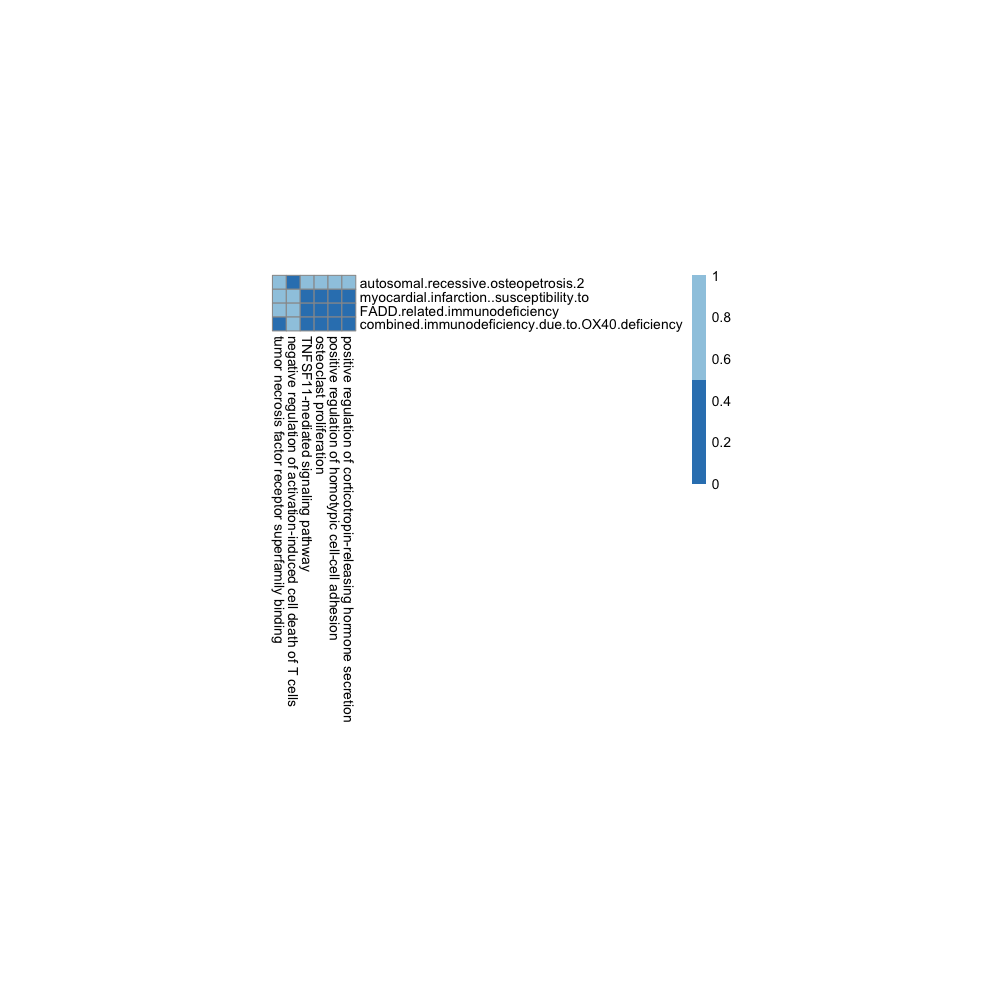 autosomal.recessive.osteopetrosis.2
myocardial.infarction..susceptibility.to
FADD.related.immunodeficiency
combined.immunodeficiency.due.to.OX40.deficiency
tumor necrosis factor receptor superfamily binding
negative regulation of activation-induced cell death of T cells
TNFSF11-mediated signaling pathway
osteoclast proliferation
positive regulation of homotypic cell-cell adhesion
positive regulation of corticotropin-releasing hormone secretion
1
0.8
0.6
0.4
0.2
0